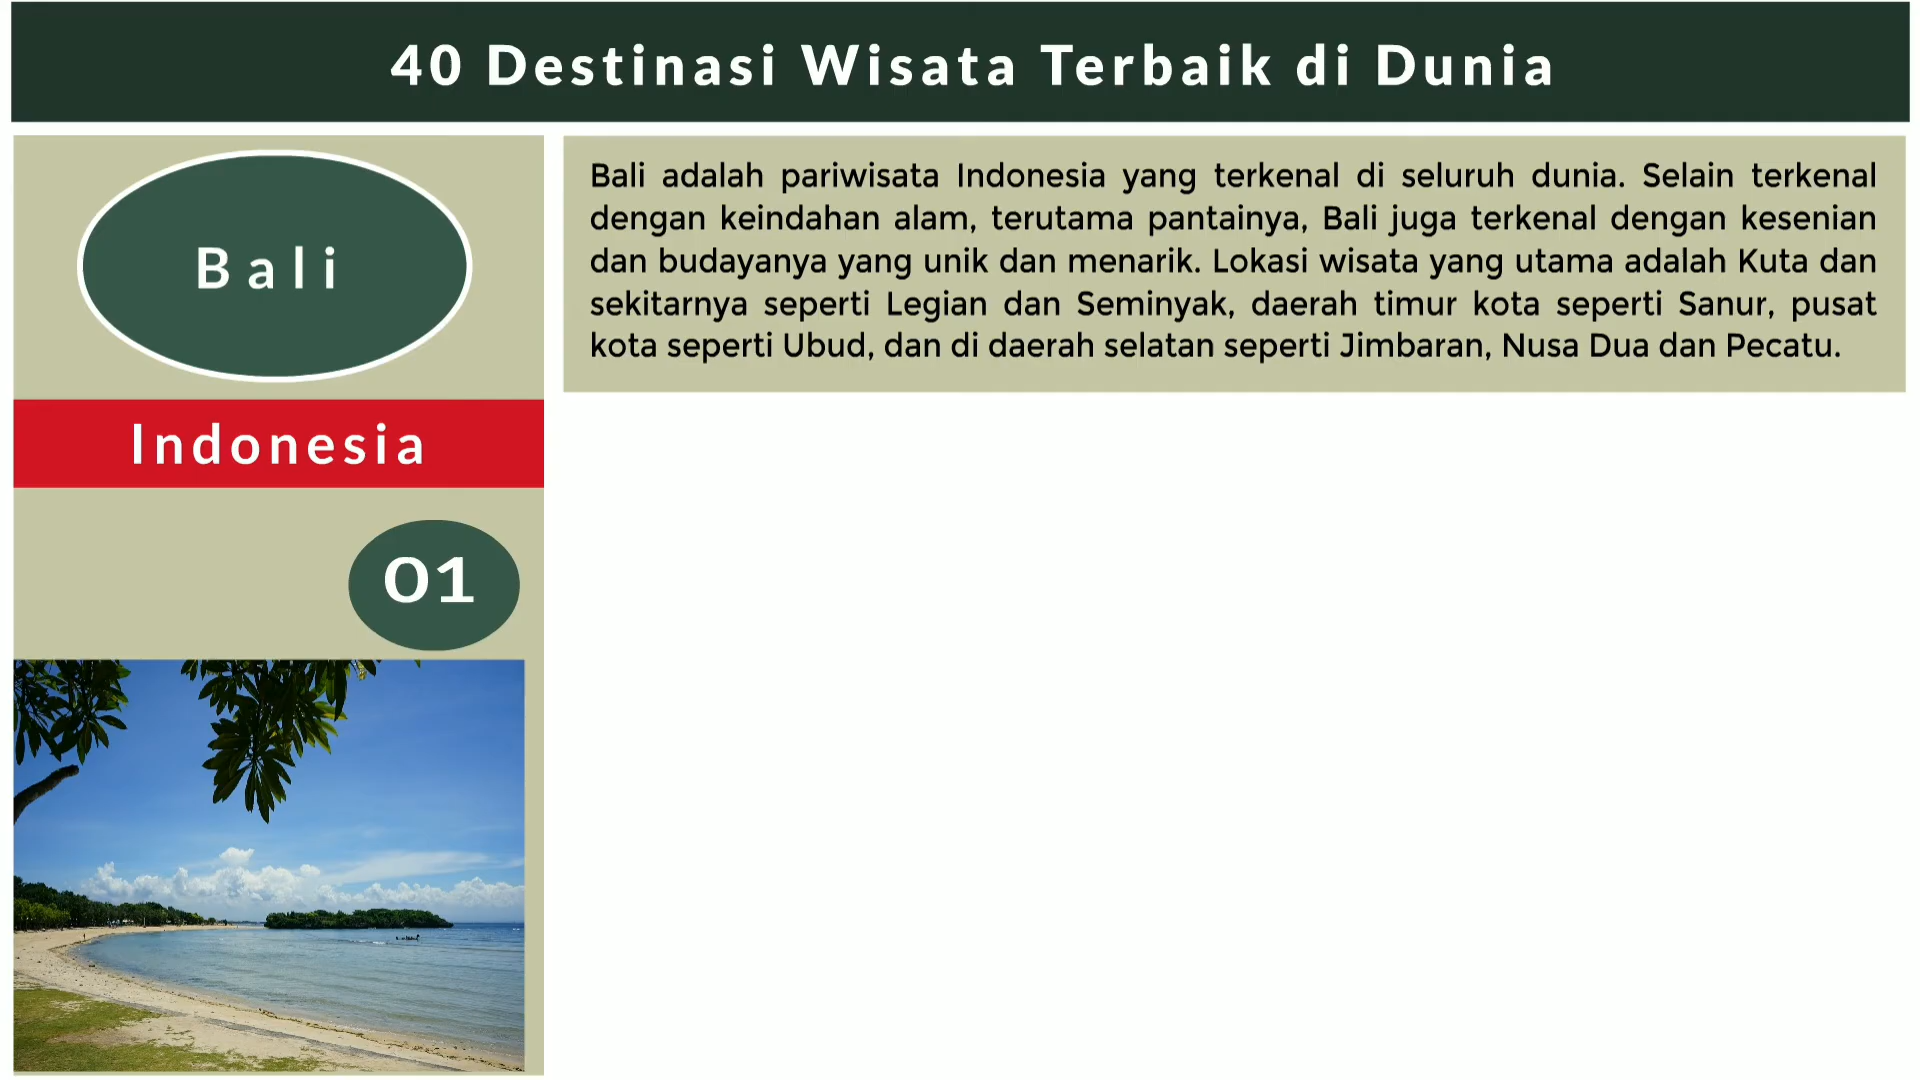 40 Destinasi Wisata Terbaik di Dunia
Bali
Indonesia
01
Bali adalah pariwisata Indonesia yang terkenal di seluruh dunia. Selain terkenal
dengan keindahan alam, terutama pantainya, Bali juga terkenal dengan kesenian
dan budayanya yang unik dan menarik. Lokasi wisata yang utama adalah Kuta dan
sekitarnya seperti Legian dan Seminyak, daerah timur kota seperti Sanur, pusat
kota seperti Ubud, dan di daerah selatan seperti Jimbaran, Nusa Dua dan Pecatu.